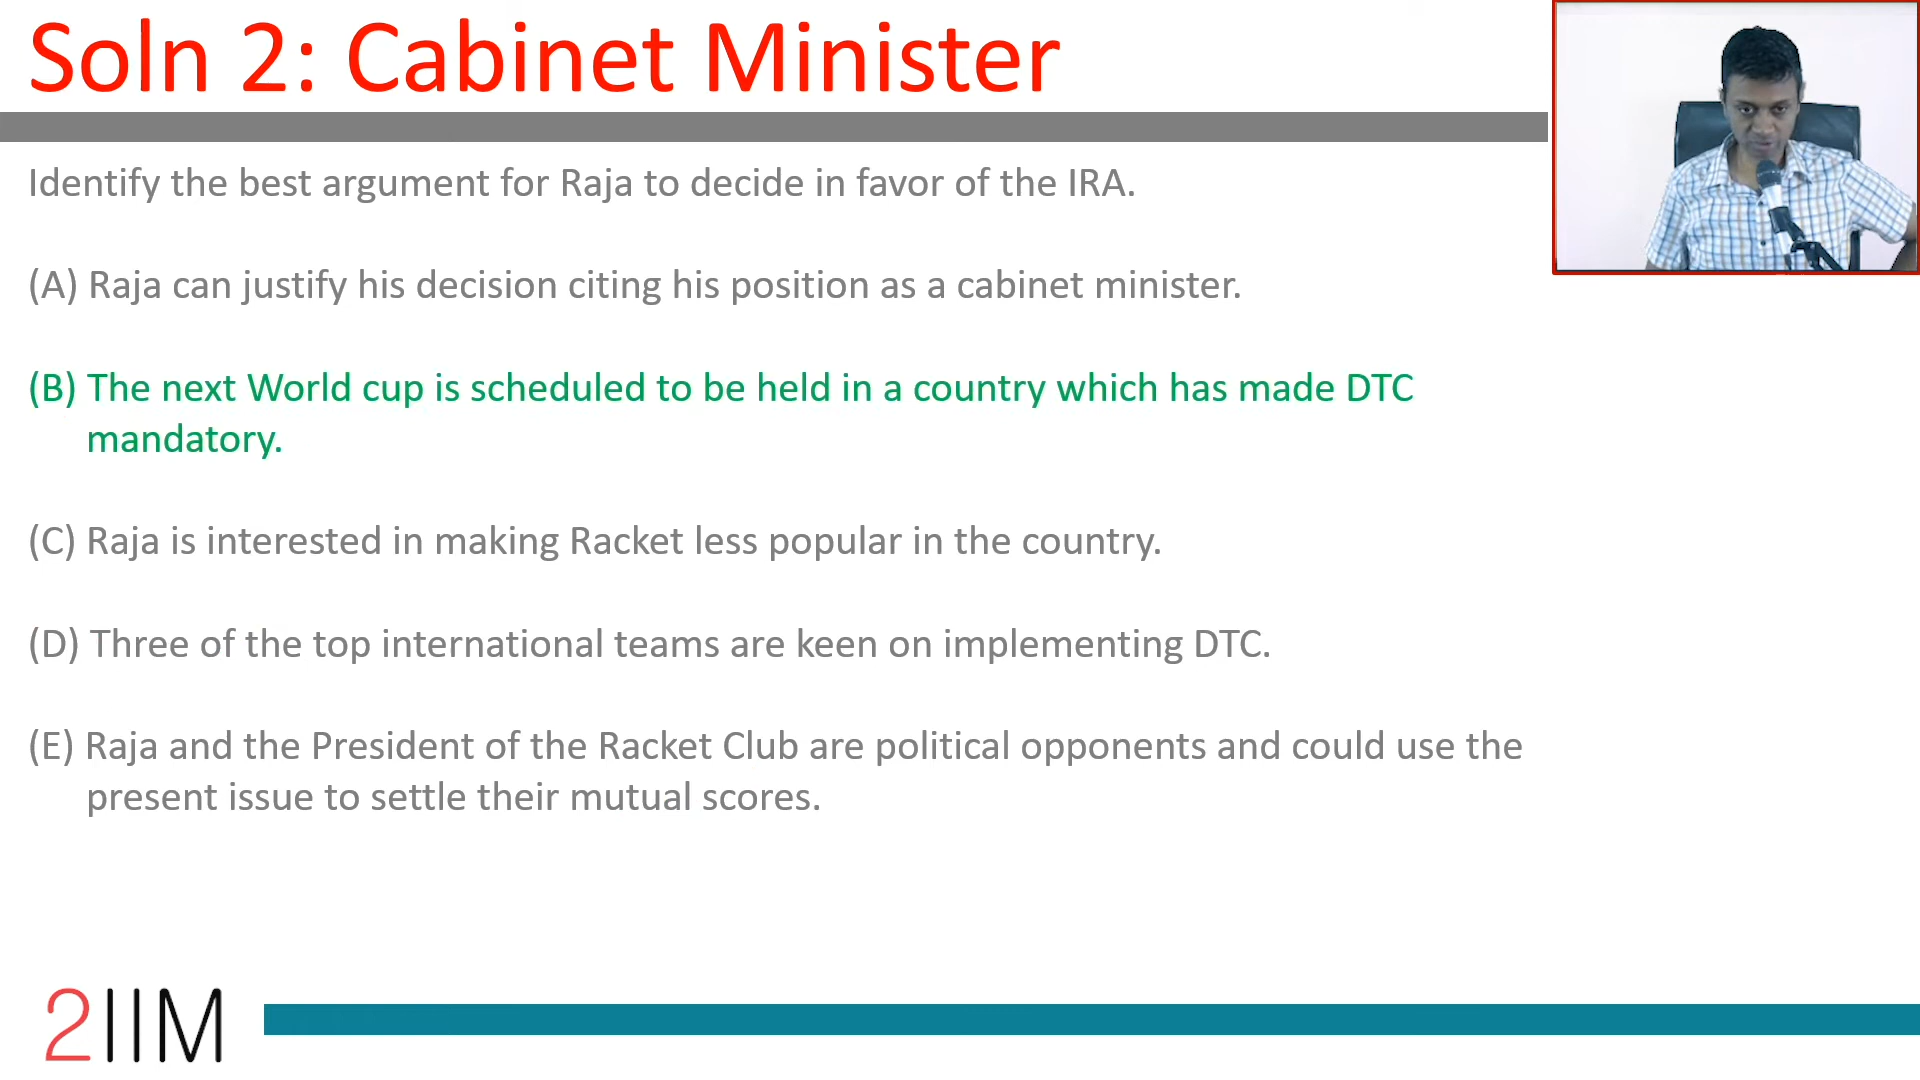 Soln 2: Cabinet Minister
Identify the best argument for Raja to decide in favor of the IRA.
(A) Raja can justify his decision citing his position as a cabinet minister.
(B) The next World cup is scheduled to be held in a country which has made DTC
mandatory.
(C) Raja is interested in making Racket less popular in the country.
(D) Three of the top international teams are keen on implementing DTC.
(E) Raja and the President of the Racket Club are political opponents and could use the
present issue to settle their mutual scores.
2IIM